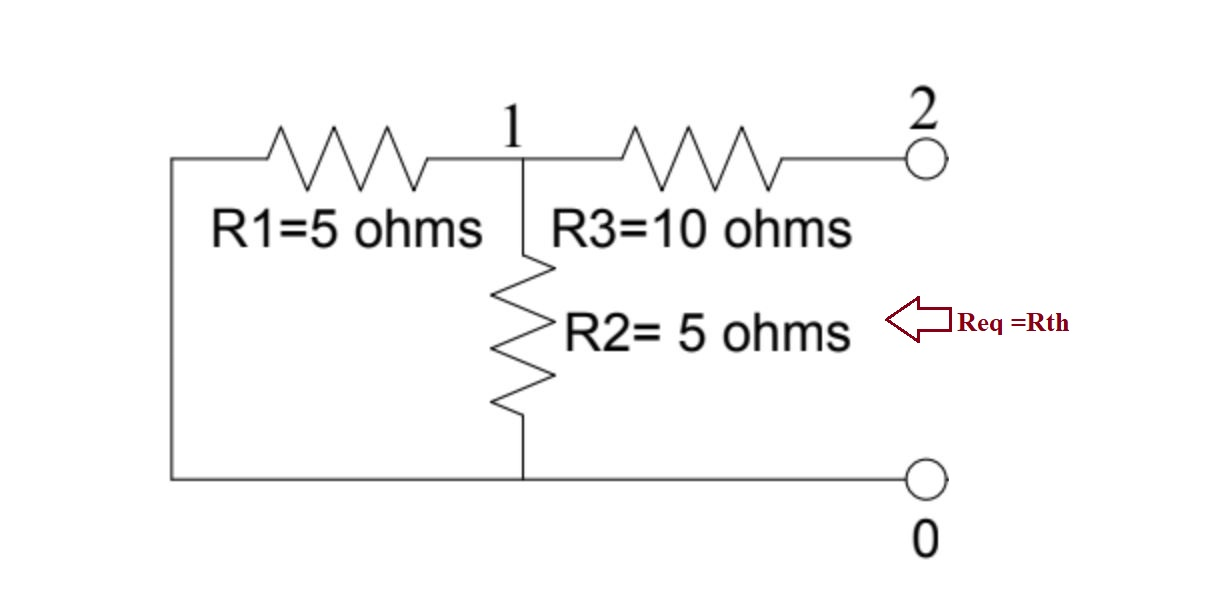 1
2
R1=5 ohms
R3=10 ohms
R2= 5 ohms
Req =Rth
0